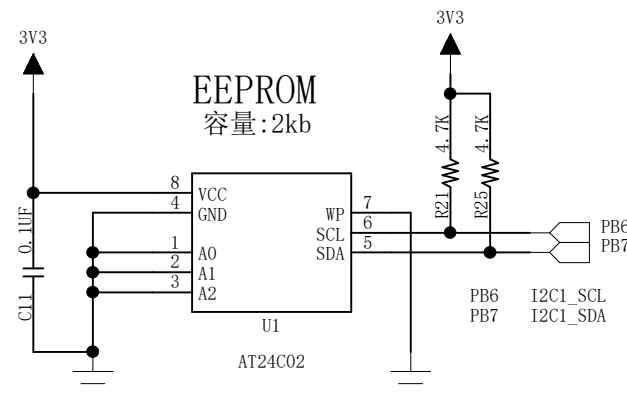 3V3
3V3
EEPROM
容量:2kb
4.7K
4.7K
R21
R25
0.1UF
C11
8
VCC
4
GND
1
A0
2
A1
3
A2
WP
7
SCL
6
SDA
5
U1
AT24C02
PB6
PB7
PB6 I2C1_SCL
PB7 I2C1_SDA